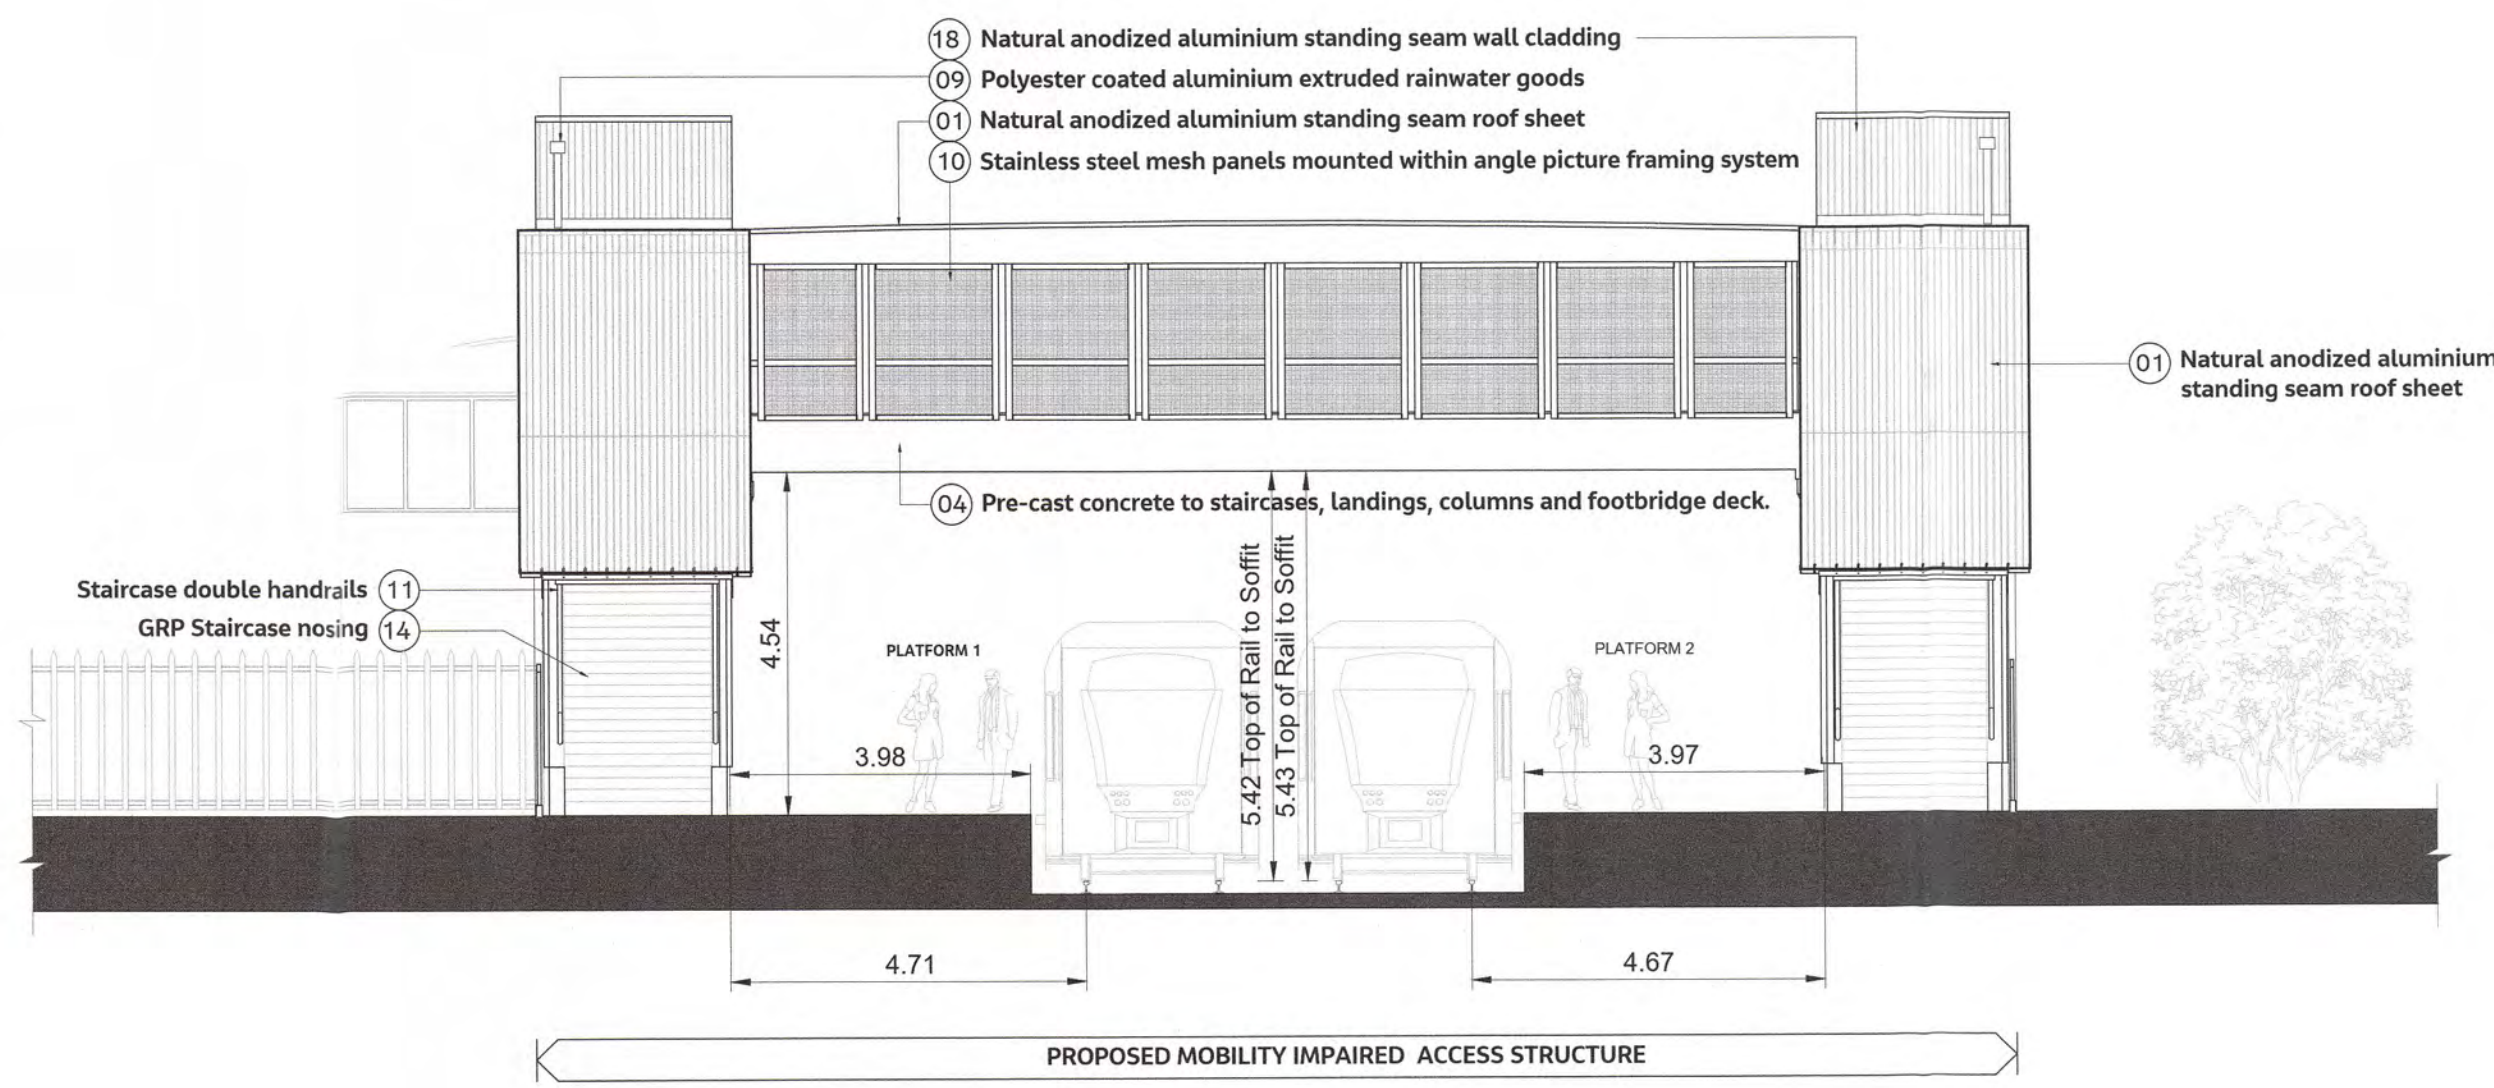 18 Natural anodized aluminium standing seam wall cladding
09 Polyester coated aluminium extruded rainwater goods
01 Natural anodized aluminium standing seam roof sheet
10 Stainless steel mesh panels mounted within angle picture framing system
01 Natural anodized aluminium
standing seam roof sheet
04 Pre-cast concrete to staircases, landings, columns and footbridge deck.
Staircase double handrails 11
GRP Staircase nosing 14
4.54
PLATFORM 1
5.42 Top of Rail to Soffit
5.43 Top of Rail to Soffit
PLATFORM 2
3.98
3.97
4.71
4.67
PROPOSED MOBILITY IMPAIRED ACCESS STRUCTURE